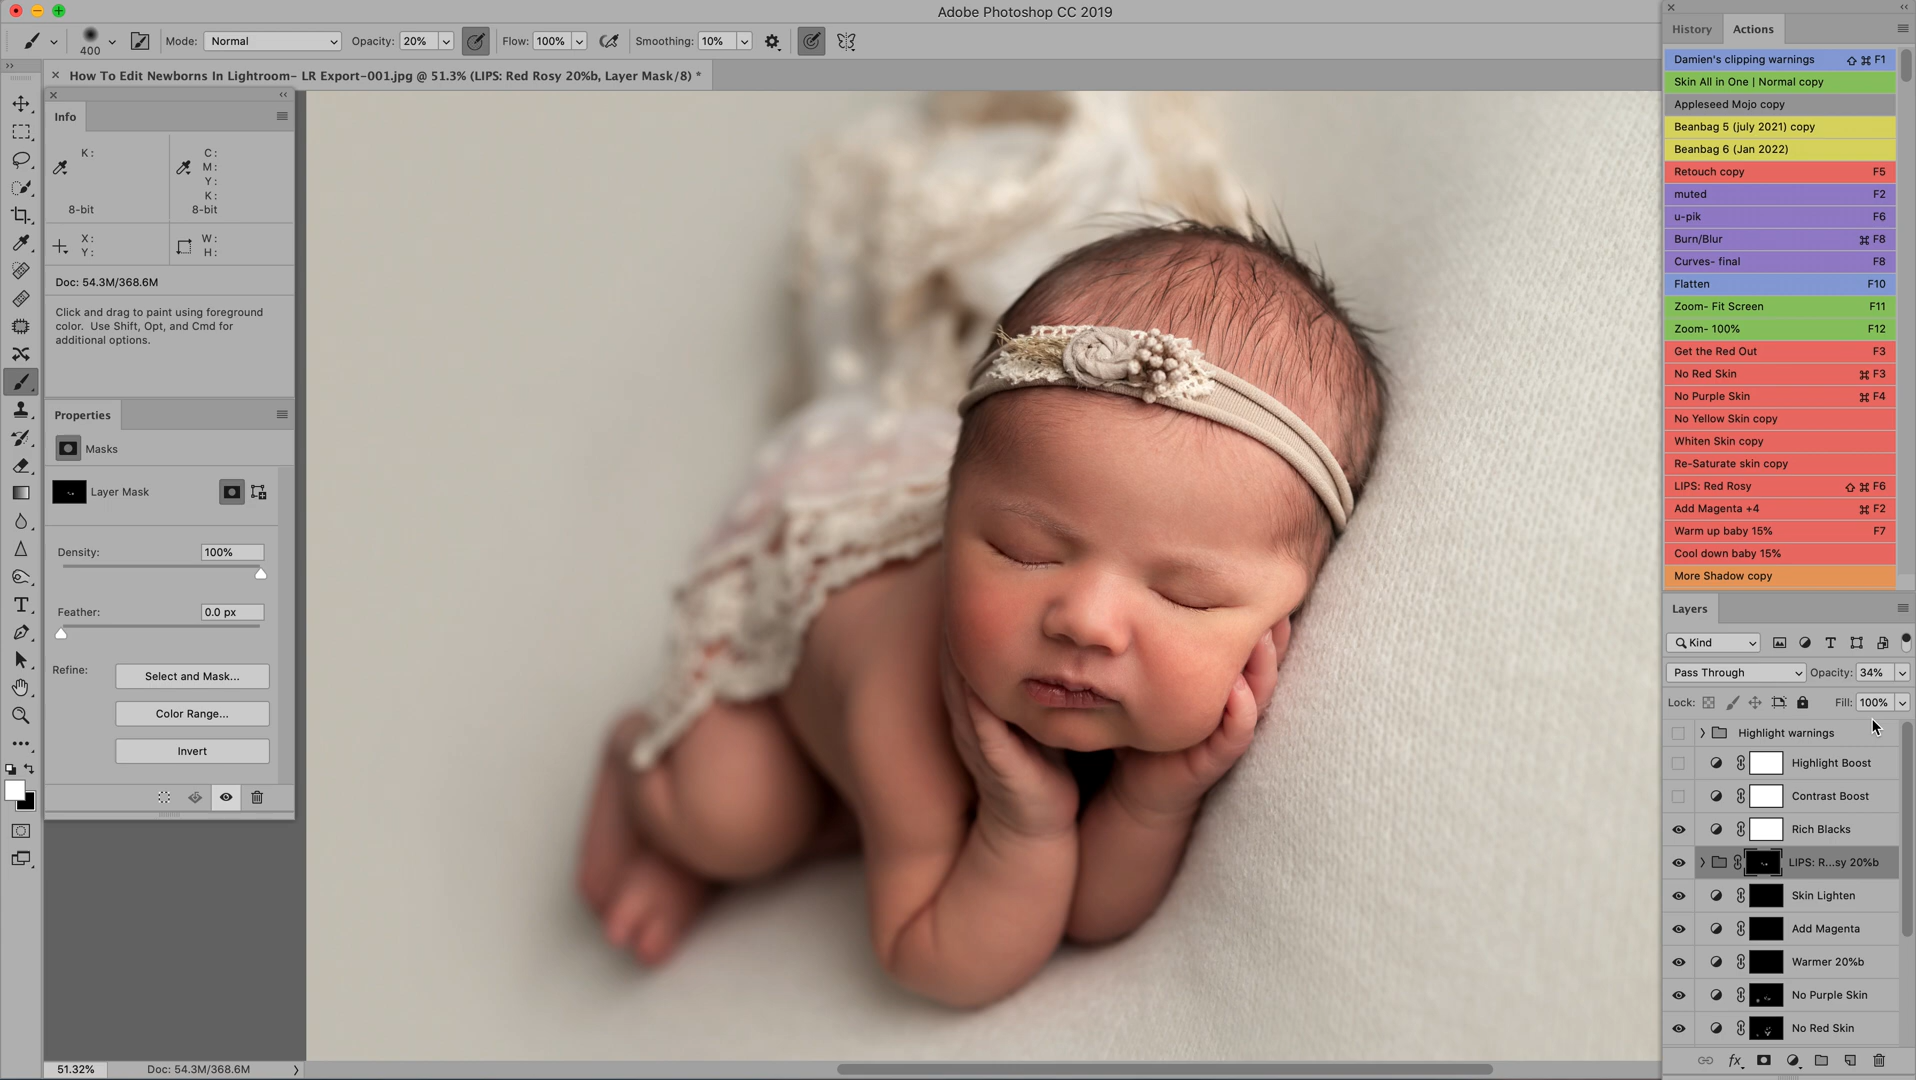 Adobe Photoshop CC 2019
400
Mode: Normal
Opacity: 20%
Flow: 100%
Smoothing: 10%
How To Edit Newborns In Lightroom- LR Export-001.jpg @ 51.3% (LIPS: Red Rosy 20%b, Layer Mask/8) *
Info
K:
8-bit
C:
M:
Y:
K:
8-bit
X:
Y:
W:
H:
Doc: 54.3M/368.6M
Click and drag to paint using foreground
color. Use Shift, Opt, and Cmd for
additional options.
Properties
Masks
Layer Mask
Density: 100%
Feather: 0.0 px
Refine:
Select and Mask...
Color Range...
Invert
51.32%
Doc: 54.3M/368.6M
History
Actions
Damien's clipping warnings ⇧ ⌘ F1
Skin All in One | Normal copy
Appleseed Mojo copy
Beanbag 5 (july 2021) copy
Beanbag 6 (Jan 2022)
Retouch copy F5
muted F2
u-pik F6
Burn/Blur ⌘ F8
Curves- final F8
Flatten F10
Zoom- Fit Screen F11
Zoom- 100% F12
Get the Red Out F3
No Red Skin ⌘ F3
No Purple Skin ⌘ F4
No Yellow Skin copy
Whiten Skin copy
Re-Saturate skin copy
LIPS: Red Rosy ⇧ ⌘ F6
Add Magenta +4 ⌘ F2
Warm up baby 15% F7
Cool down baby 15%
More Shadow copy
Layers
Kind
Pass Through
Opacity: 34%
Lock:
Fill: 100%
Highlight warnings
Highlight Boost
Contrast Boost
Rich Blacks
LIPS: R...sy 20%b
Skin Lighten
Add Magenta
Warmer 20%b
No Purple Skin
No Red Skin
fx